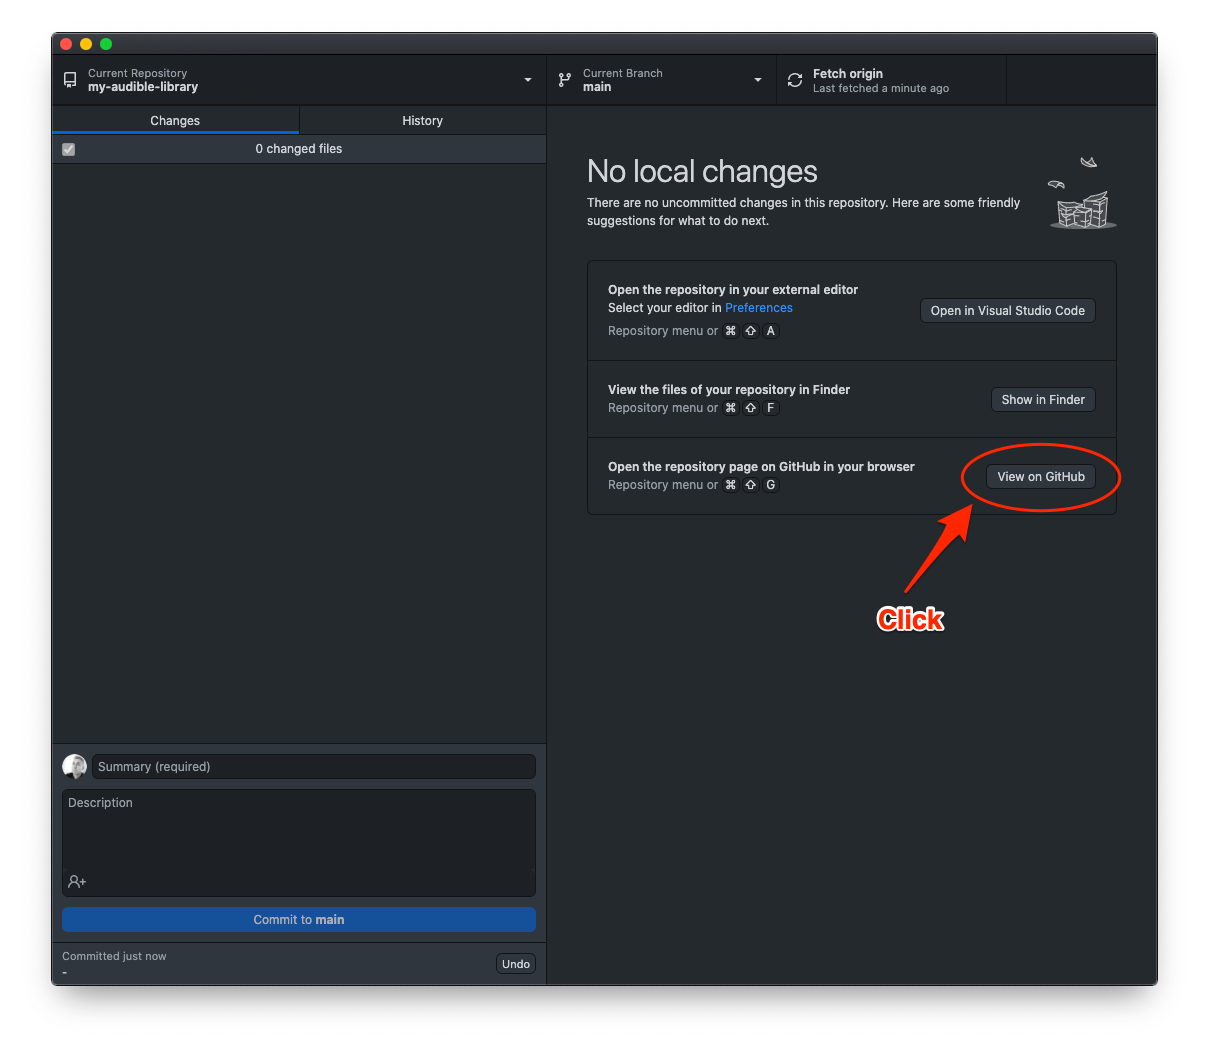 Current Repository
my-audible-library
Current Branch
main
Fetch origin
Last fetched a minute ago
Changes
History
0 changed files
No local changes
There are no uncommitted changes in this repository. Here are some friendly
suggestions for what to do next.
Open the repository in your external editor
Select your editor in Preferences
Repository menu or ⌘ ⇧ A
Open in Visual Studio Code
View the files of your repository in Finder
Repository menu or ⌘ ⇧ F
Show in Finder
Open the repository page on GitHub in your browser
Repository menu or ⌘ ⇧ G
View on GitHub
Click
Summary (required)
Description
Commit to main
Committed just now
-
Undo